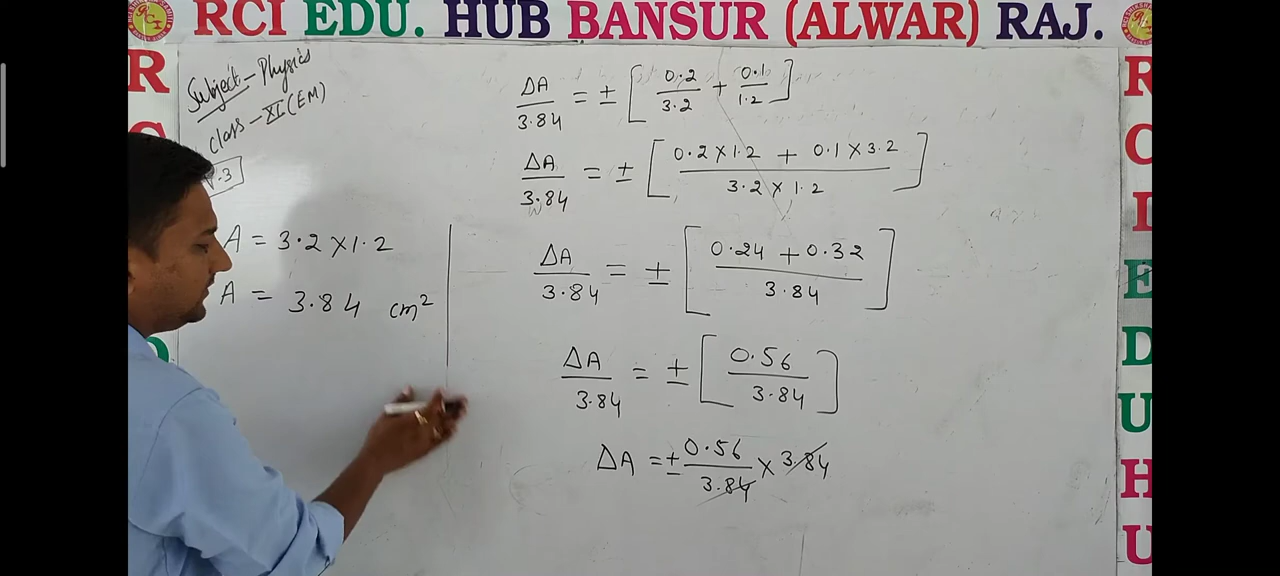 RCI EDU. HUB BANSUR (ALWAR) RAJ.
R
R
C
I
E
D
U
H
U
Subject - Physics
Class - XI (EM)
.3
A = 3.2 × 1.2
A = 3.84 cm²
ΔA/3.84 = ± [0.2/3.2 + 0.1/1.2]
ΔA/3.84 = ± [(0.2 × 1.2 + 0.1 × 3.2)/(3.2 × 1.2)]
ΔA/3.84 = ± [(0.24 + 0.32)/3.84]
ΔA/3.84 = ± [0.56/3.84]
ΔA = ± 0.56/3.84 × 3.84